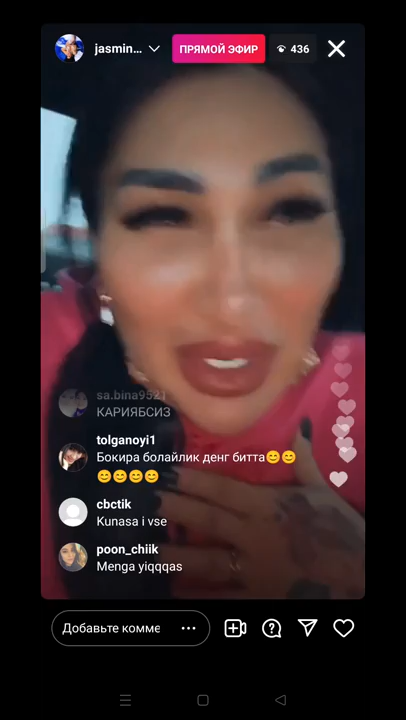 jasmin...
ПРЯМОЙ ЭФИР
436
sa.bina9521
КАРИЯБСИЗ
tolganoyi1
Бокира болайлик денг битта😊😊
😊😊😊😊
cbctik
Kunasa i vse
poon_chiik
Menga yiqqqas
Добавьте комме